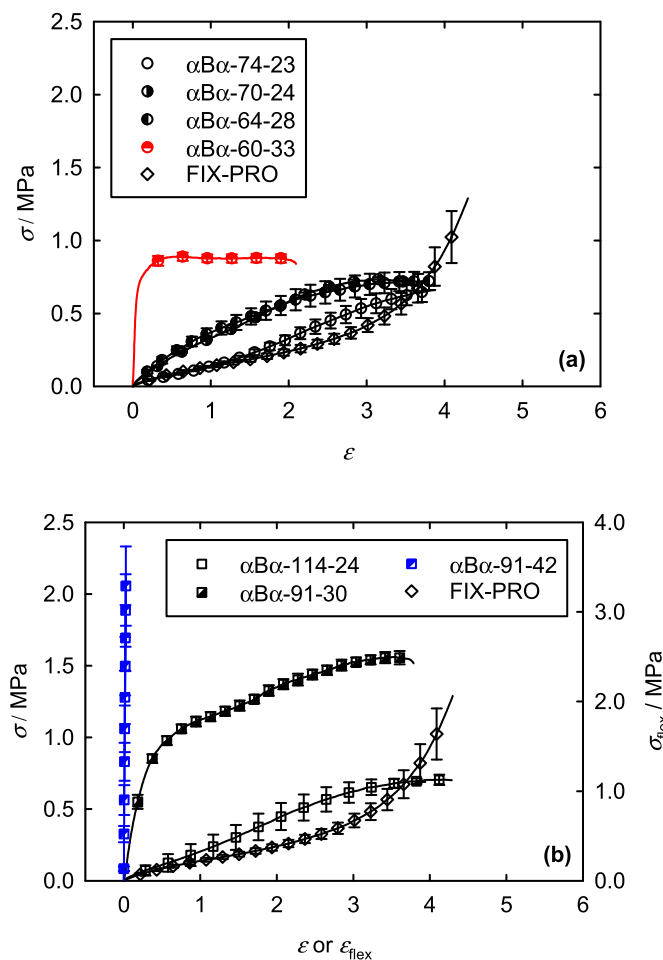 2.5
2.0
1.5
1.0
0.5
0.0
σ / MPa
αBα-74-23
αBα-70-24
αBα-64-28
αBα-60-33
FIX-PRO
(a)
0 1 2 3 4 5 6
ε
2.5 4.0
2.0 3.0
1.5 2.0
1.0 1.0
0.5 0.0
0.0
σ / MPa
αBα-114-24 αBα-91-42
αBα-91-30 FIX-PRO
(b)
σflex / MPa
0 1 2 3 4 5 6
ε or εflex